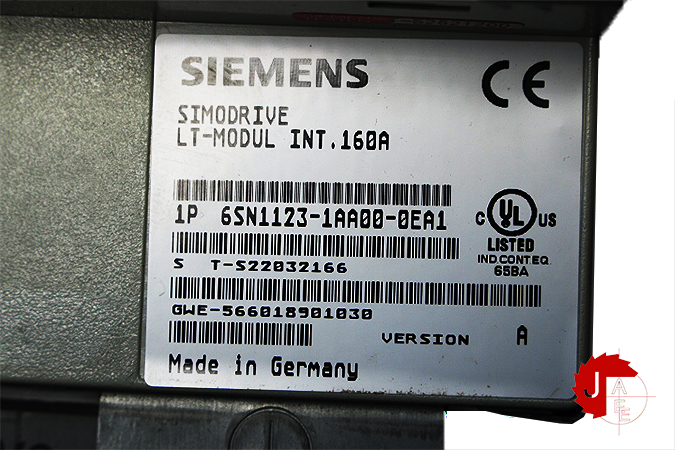 SIEMENS
CE
SIMODRIVE
LT-MODUL INT.160A
1P 6SN1123-1AA00-0EA1
C UL US
LISTED
IND.CONT.EQ.
65BA
S T-S22032166
GWE-566018901030
VERSION A
Made in Germany
J
A
E
E